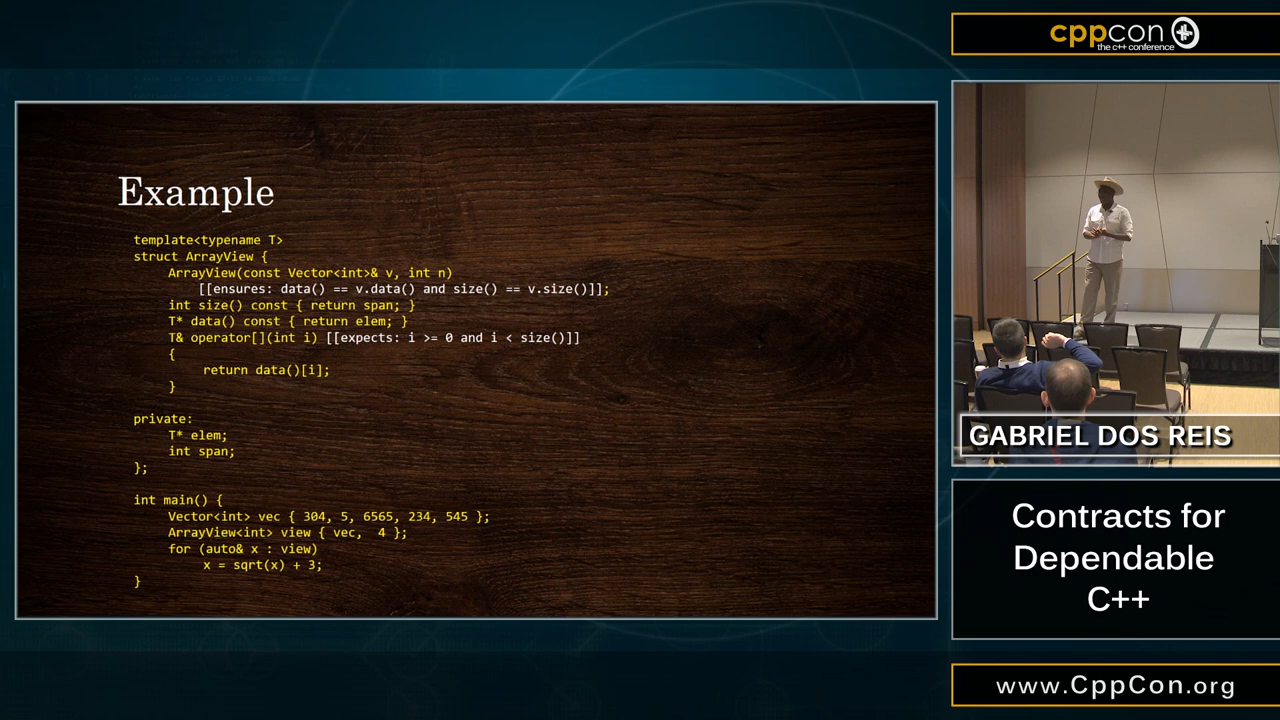 cppcon
the c++ conference
Example
template<typename T>
struct ArrayView {
ArrayView(const Vector<int>& v, int n)
[[ensures: data() == v.data() and size() == v.size()]];
int size() const { return span; }
T* data() const { return elem; }
T& operator[](int i) [[expects: i >= 0 and i < size()]]
{
return data()[i];
}
private:
T* elem;
int span;
};
int main() {
Vector<int> vec { 304, 5, 6565, 234, 545 };
ArrayView<int> view { vec, 4 };
for (auto& x : view)
x = sqrt(x) + 3;
}
GABRIEL DOS REIS
Contracts for
Dependable
C++
www.CppCon.org